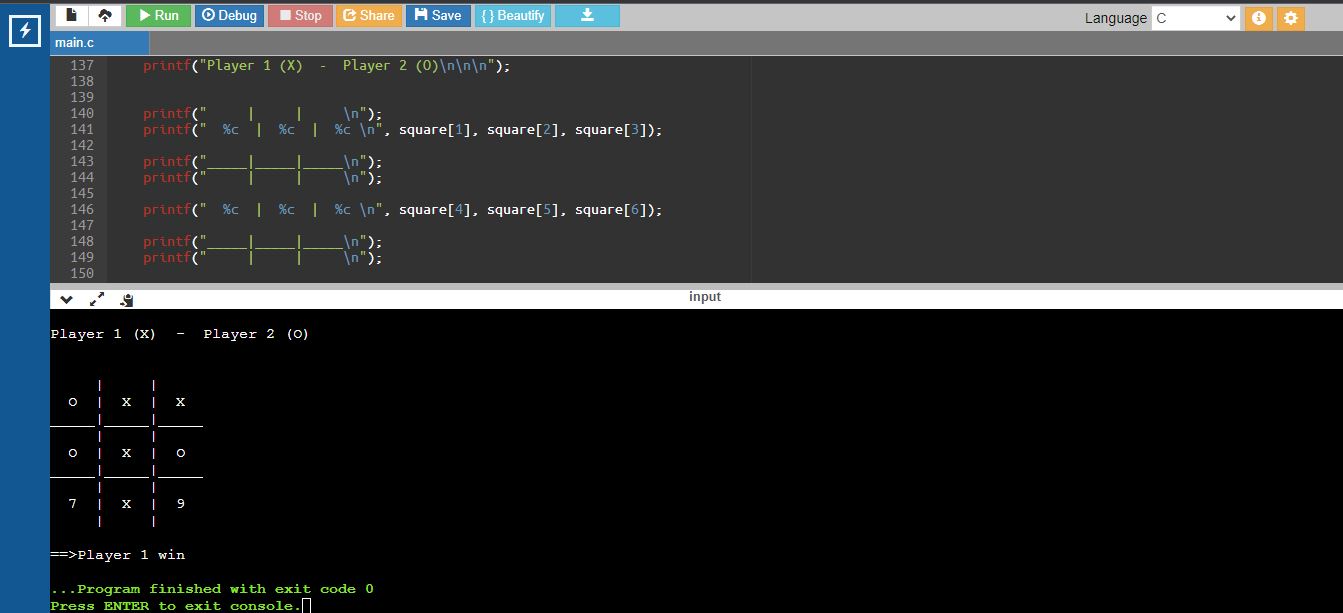 Run Debug Stop Share Save { } Beautify Language C
main.c
137 printf("Player 1 (X)  -  Player 2 (O)\n\n\n");
138
139
140 printf("     |     |     \n");
141 printf("  %c  |  %c  |  %c \n", square[1], square[2], square[3]);
142
143 printf("_____|_____|_____\n");
144 printf("     |     |     \n");
145
146 printf("  %c  |  %c  |  %c \n", square[4], square[5], square[6]);
147
148 printf("_____|_____|_____\n");
149 printf("     |     |     \n");
150
input
Player 1 (X)  -  Player 2 (O)
     |     |
  O  |  X  |  X
_____|_____|_____
     |     |
  O  |  X  |  O
_____|_____|_____
     |     |
  7  |  X  |  9
     |     |
==>Player 1 win
...Program finished with exit code 0
Press ENTER to exit console.